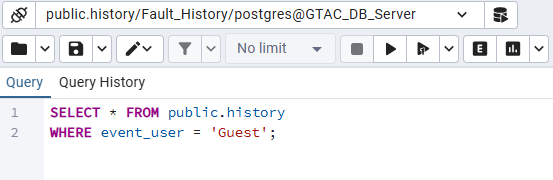 public.history/Fault_History/postgres@GTAC_DB_Server
No limit
E
Query Query History
1 SELECT * FROM public.history
2 WHERE event_user = 'Guest';